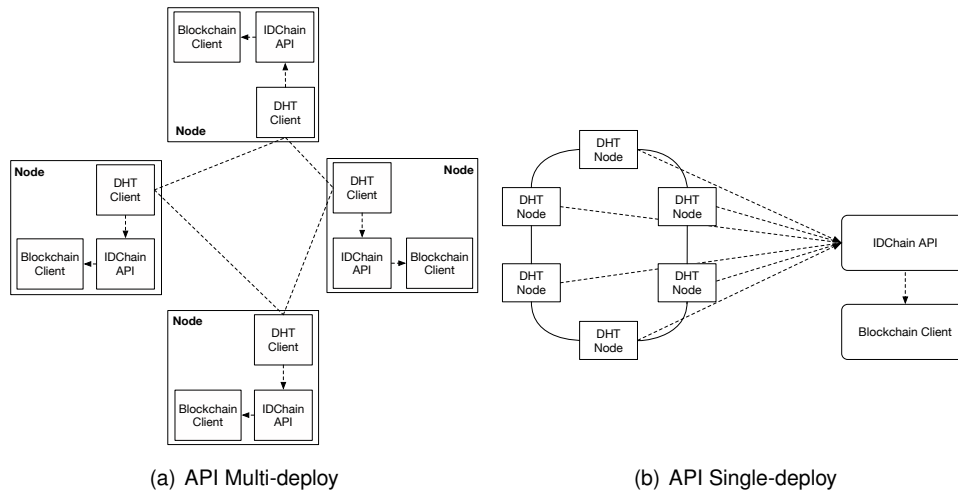 Blockchain
Client
IDChain
API
DHT
Client
Node
Node
DHT
Client
Blockchain
Client
IDChain
API
Node
DHT
Client
IDChain
API
Blockchain
Client
Node
DHT
Client
Blockchain
Client
IDChain
API
(a) API Multi-deploy
DHT
Node
DHT
Node
DHT
Node
DHT
Node
DHT
Node
DHT
Node
IDChain API
Blockchain Client
(b) API Single-deploy